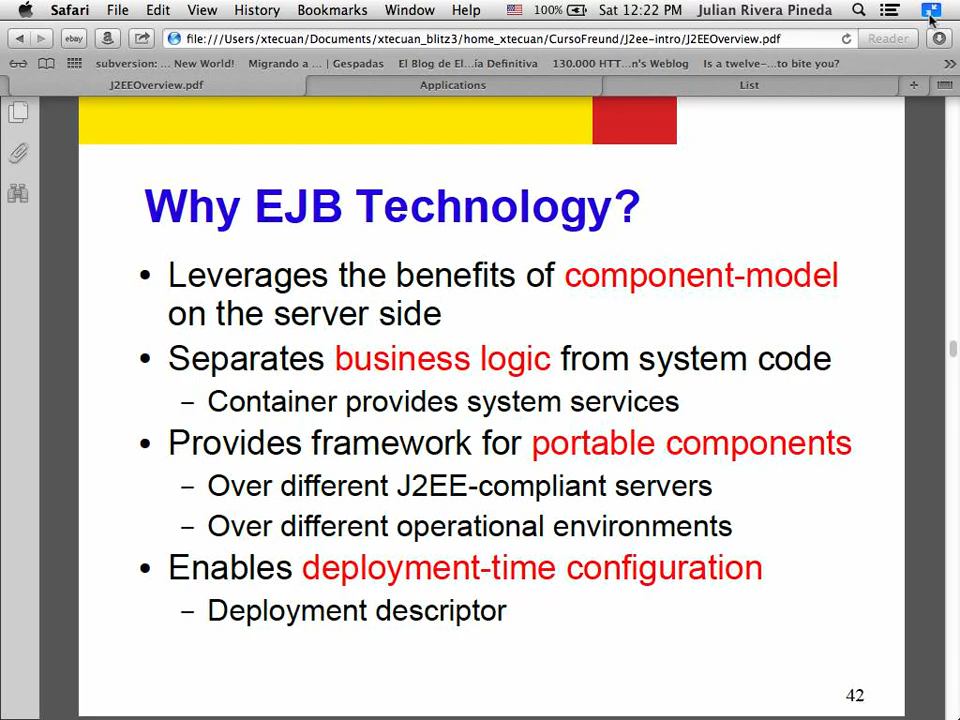 Safari File Edit View History Bookmarks Window Help 100% Sat 12:22 PM Julian Rivera Pineda
ebay file:///Users/xtecuan/Documents/xtecuan_blitz3/home_xtecuan/CursoFreund/J2ee-intro/J2EEOverview.pdf Reader
subversion: ... New World! Migrando a ... | Gespadas El Blog de El...ía Definitiva 130.000 HTT...n's Weblog Is a twelve-...to bite you?
J2EEOverview.pdf Applications List
Why EJB Technology?
• Leverages the benefits of component-model
on the server side
• Separates business logic from system code
– Container provides system services
• Provides framework for portable components
– Over different J2EE-compliant servers
– Over different operational environments
• Enables deployment-time configuration
– Deployment descriptor
42